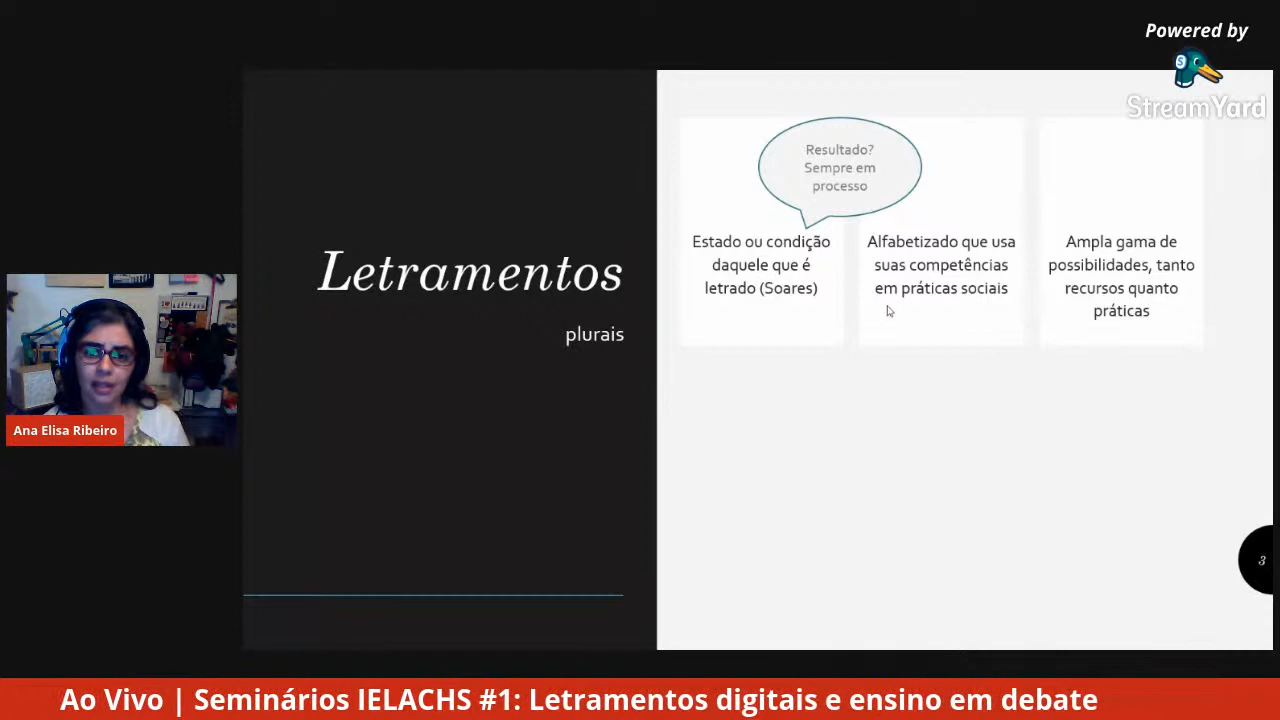 Powered by
StreamYard
Letramentos
plurais
Resultado?
Sempre em
processo
Estado ou condição
daquele que é
letrado (Soares)
Alfabetizado que usa
suas competências
em práticas sociais
Ampla gama de
possibilidades, tanto
recursos quanto
práticas
3
Ana Elisa Ribeiro
Ao Vivo | Seminários IELACHS #1: Letramentos digitais e ensino em debate